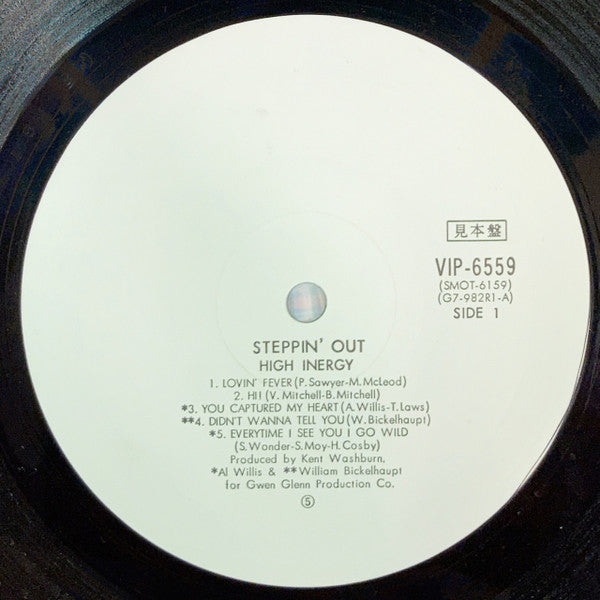 見本盤
VIP-6559
(SMOT-6159)
(G7-982R1-A)
SIDE 1
STEPPIN' OUT
HIGH INERGY
1. LOVIN' FEVER (P. Sawyer-M. McLeod)
2. HI! (V. Mitchell-B. Mitchell)
*3. YOU CAPTURED MY HEART (A. Willis-T. Laws)
**4. DIDN'T WANNA TELL YOU (W. Bickelhaupt)
*5. EVERYTIME I SEE YOU I GO WILD
(S. Wonder-S. Moy-H. Cosby)
Produced by Kent Washburn,
*Al Willis & **William Bickelhaupt
for Gwen Glenn Production Co.
⑤